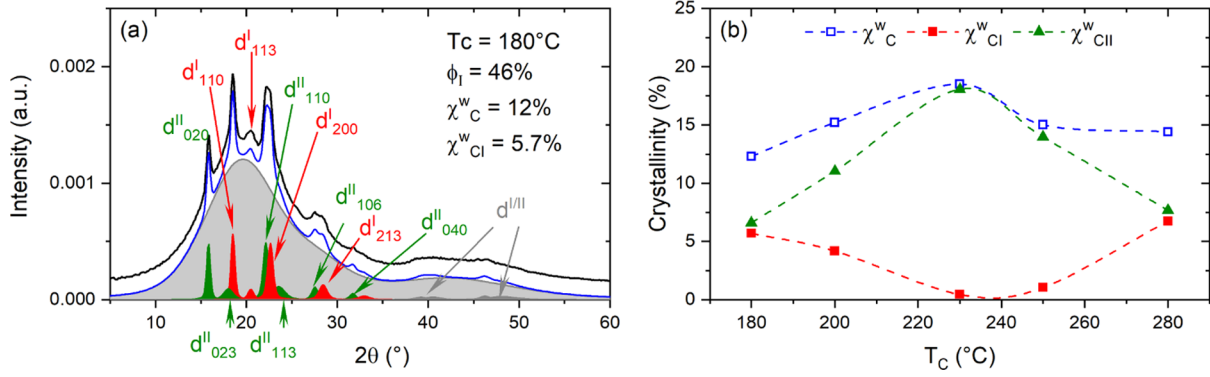 (a)
Tc = 180°C
ϕI = 46%
χwC = 12%
χwCI = 5.7%
dI113
dI110
dII110
dII020
dI200
dII106
dI213
dII040
dI/II
dII023
dII113
Intensity (a.u.)
0.002
0.001
0.000
10 20 30 40 50 60
2θ (°)
(b)
χwC χwCI χwCII
Crystallinity (%)
25
20
15
10
5
0
180 200 220 240 260 280
TC (°C)